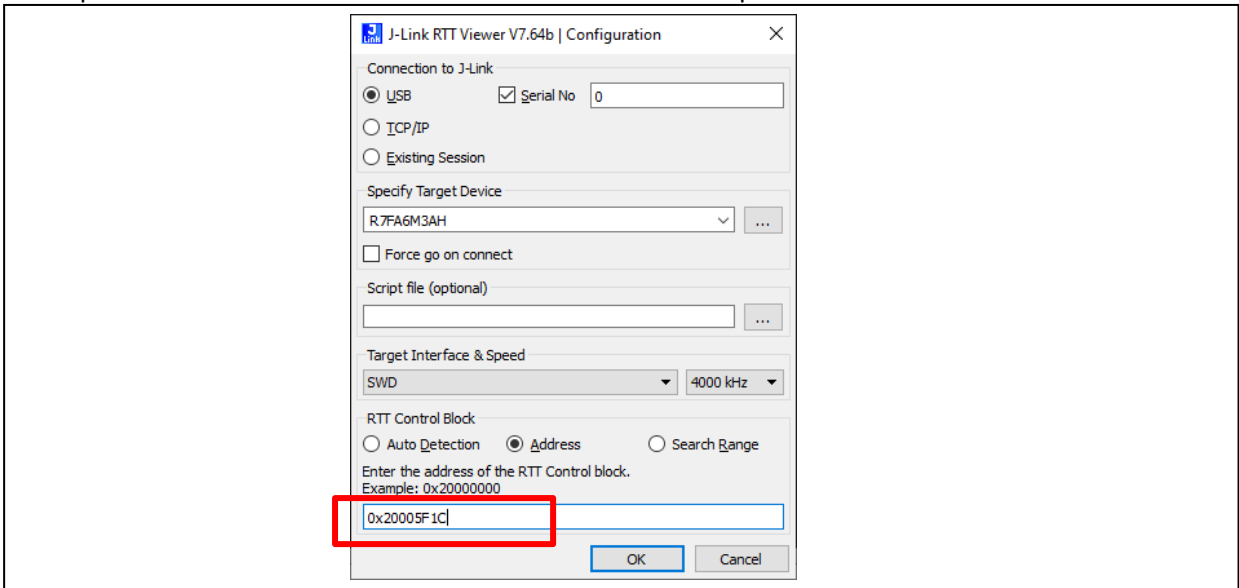 J-Link RTT Viewer V7.64b | Configuration
Connection to J-Link
USB Serial No 0
TCP/IP
Existing Session
Specify Target Device
R7FA6M3AH ...
Force go on connect
Script file (optional)
...
Target Interface & Speed
SWD 4000 kHz
RTT Control Block
Auto Detection Address Search Range
Enter the address of the RTT Control block.
Example: 0x20000000
0x20005F1C
OK Cancel